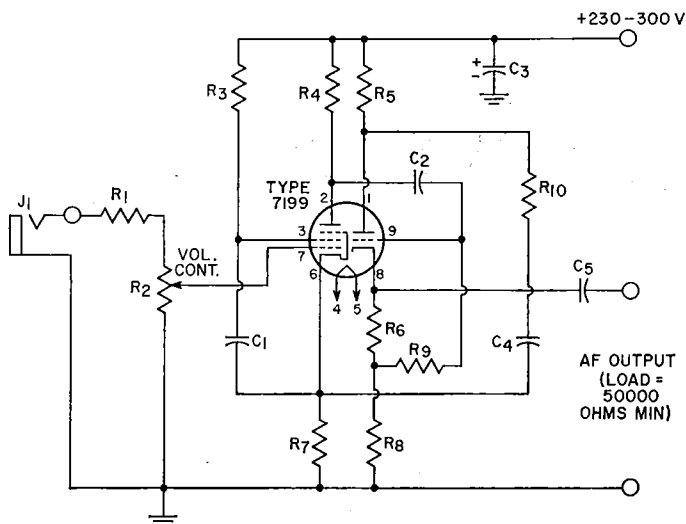 +230-300 V
R3
R4
R5
+
-
C3
C2
J1
R1
TYPE
7199
2
1
R10
3
9
7
VOL.
CONT.
6
8
R2
4
5
C5
R6
C1
R9
C4
AF OUTPUT
(LOAD =
50000
OHMS MIN)
R7
R8